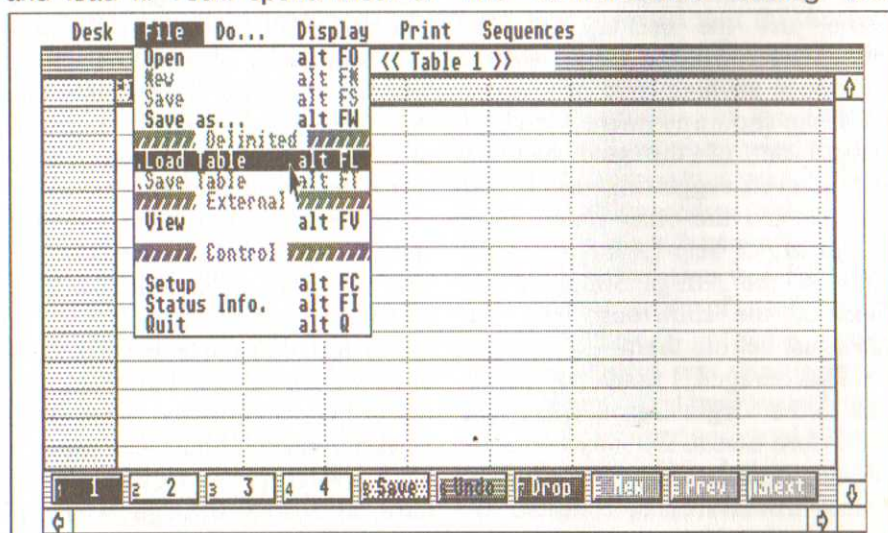 Desk File Do... Display Print Sequences
<< Table 1 >>
Open alt FO
New alt FN
Save alt FS
Save as... alt FW
Delimited
.Load Table .alt FL
.Save Table alt FT
External
View alt FV
Control
Setup alt FC
Status Info. alt FI
Quit alt Q
1 1 2 2 3 3 4 4 Save Undo Drop New Prev Next